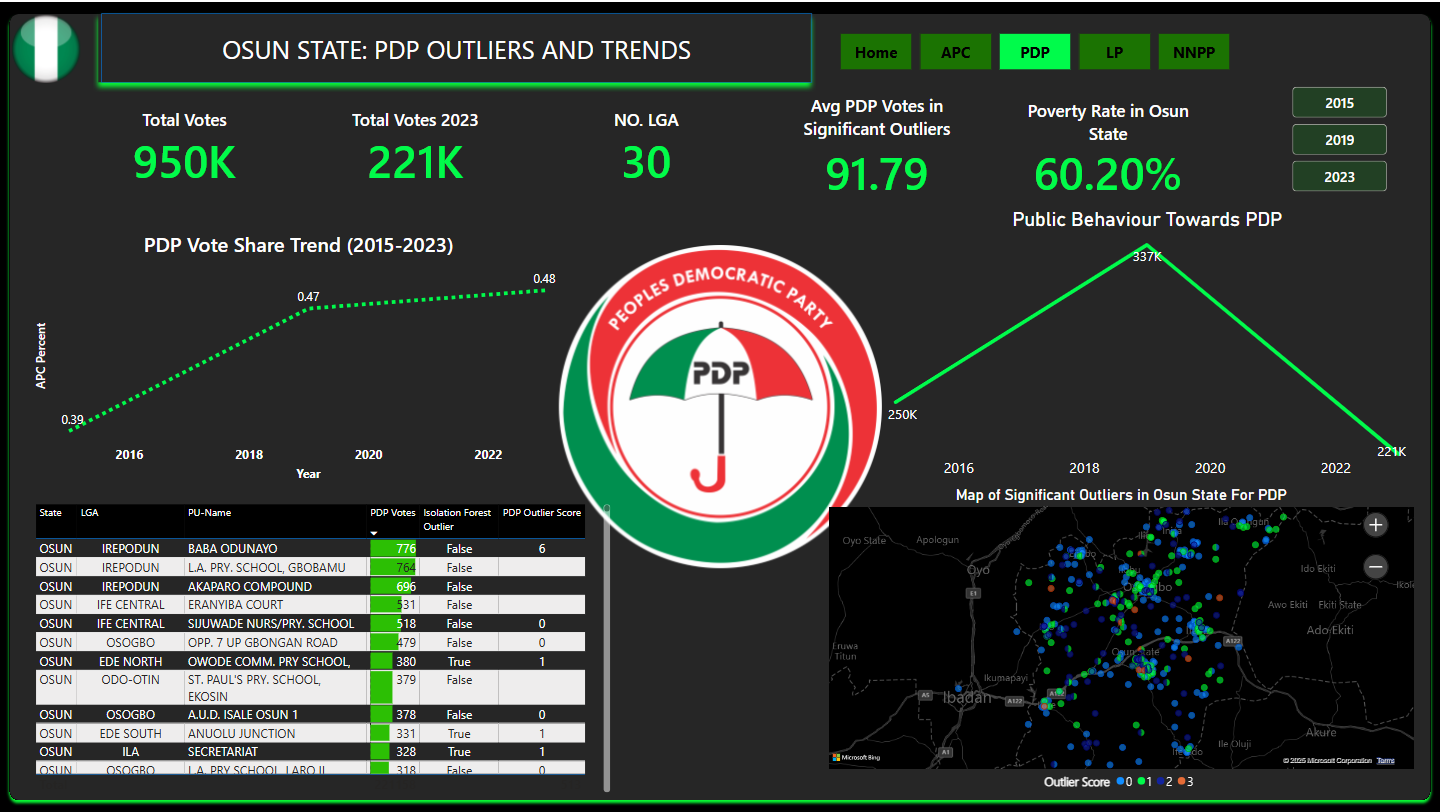 OSUN STATE: PDP OUTLIERS AND TRENDS
Home APC PDP LP NNPP
Total Votes
950K
Total Votes 2023
221K
NO. LGA
30
Avg PDP Votes in
Significant Outliers
91.79
Poverty Rate in Osun
State
60.20%
2015
2019
2023
PDP Vote Share Trend (2015-2023)
APC Percent
0.39
0.47
0.48
2016 2018 2020 2022
Year
PEOPLES DEMOCRATIC PARTY
PDP
Public Behaviour Towards PDP
250K
337K
221K
2016 2018 2020 2022
State LGA PU-Name PDP Votes Isolation Forest Outlier PDP Outlier Score
OSUN IREPODUN BABA ODUNAYO 776 False 6
OSUN IREPODUN L.A. PRY. SCHOOL, GBOBAMU 764 False
OSUN IREPODUN AKAPARO COMPOUND 696 False
OSUN IFE CENTRAL ERANYIBA COURT 531 False
OSUN IFE CENTRAL SIJUWADE NURS/PRY. SCHOOL 518 False 0
OSUN OSOGBO OPP. 7 UP GBONGAN ROAD 479 False 0
OSUN EDE NORTH OWODE COMM. PRY SCHOOL, 380 True 1
OSUN ODO-OTIN ST. PAUL'S PRY. SCHOOL, 379 False
EKOSIN
OSUN OSOGBO A.U.D. ISALE OSUN 1 378 False 0
OSUN EDE SOUTH ANUOLU JUNCTION 331 True 1
OSUN ILA SECRETARIAT 328 True 1
OSUN OSOGBO L.A. PRY SCHOOL, LARO II 318 False 0
Map of Significant Outliers in Osun State For PDP
Oyo State
Apologun
Oyo
E1
Ido Ekiti
Awo Ekiti
Ekiti State
Ado Ekiti
A122
Eruwa
Titun
Osun State
Ikumapayi
A5
Ibadan
A122
A122
A1
Ile Oluji
Akure
Microsoft Bing
© 2025 Microsoft Corporation Terms
Outlier Score 0 1 2 3